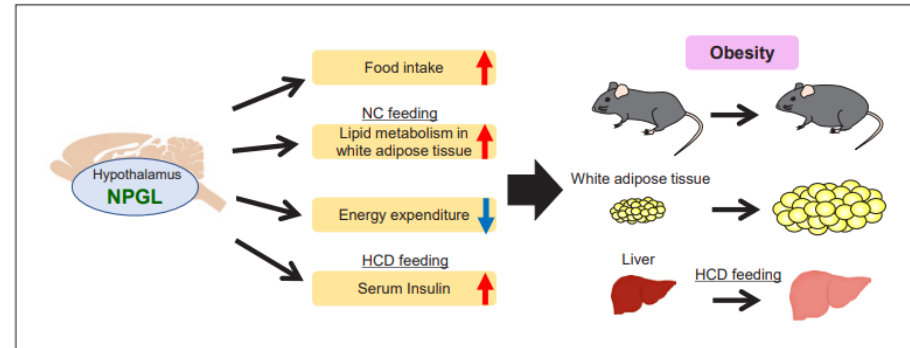 Obesity
Food intake
NC feeding
Lipid metabolism in
white adipose tissue
Hypothalamus
NPGL
Energy expenditure
HCD feeding
Serum Insulin
White adipose tissue
Liver
HCD feeding